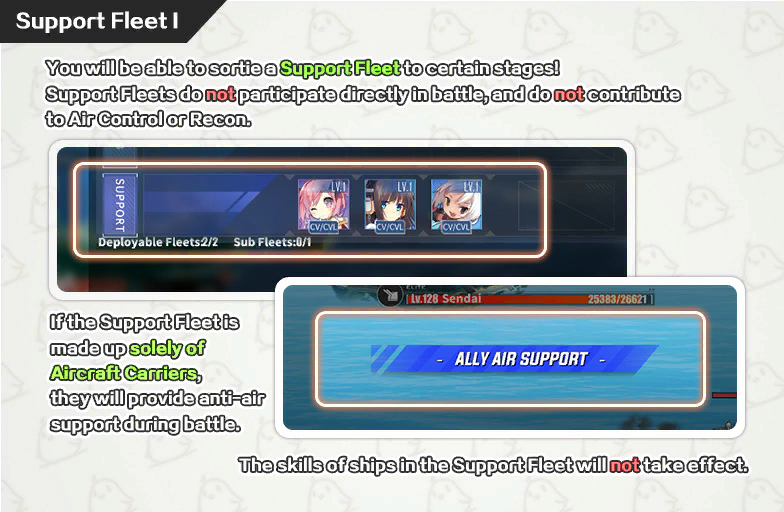 Support Fleet I
You will be able to sortie a Support Fleet to certain stages!
Support Fleets do not participate directly in battle, and do not contribute
to Air Control or Recon.
SUPPORT
LV.1 LV.1 LV.1
CV/CVL CV/CVL CV/CVL
Deployable Fleets:2/2 Sub Fleets:0/1
ELITE
Lv.128 Sendai 25383/26621
- ALLY AIR SUPPORT -
If the Support Fleet is
made up solely of
Aircraft Carriers,
they will provide anti-air
support during battle.
The skills of ships in the Support Fleet will not take effect.